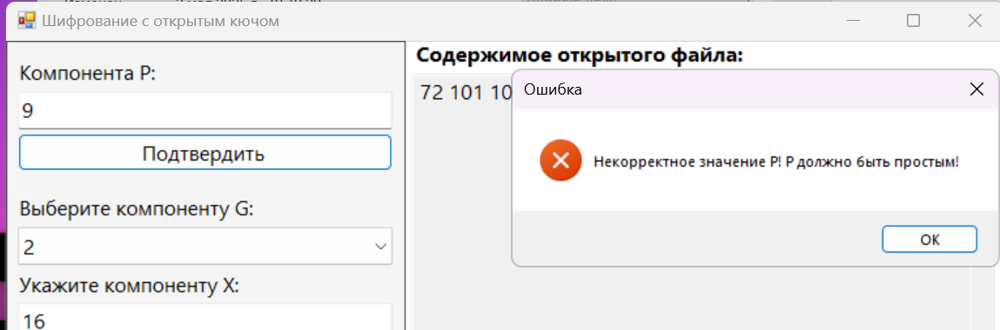 Шифрование с открытым кючом
Компонента P:
9
Подтвердить
Выберите компоненту G:
2
Укажите компоненту X:
16
Содержимое открытого файла:
72 101 10
Ошибка
Некорректное значение P! P должно быть простым!
ОК